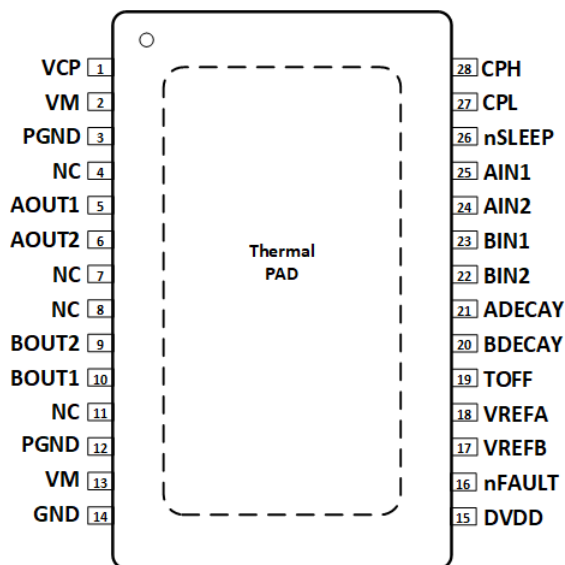 VCP 1
VM 2
PGND 3
NC 4
AOUT1 5
AOUT2 6
NC 7
NC 8
BOUT2 9
BOUT1 10
NC 11
PGND 12
VM 13
GND 14
Thermal
PAD
28 CPH
27 CPL
26 nSLEEP
25 AIN1
24 AIN2
23 BIN1
22 BIN2
21 ADECAY
20 BDECAY
19 TOFF
18 VREFA
17 VREFB
16 nFAULT
15 DVDD